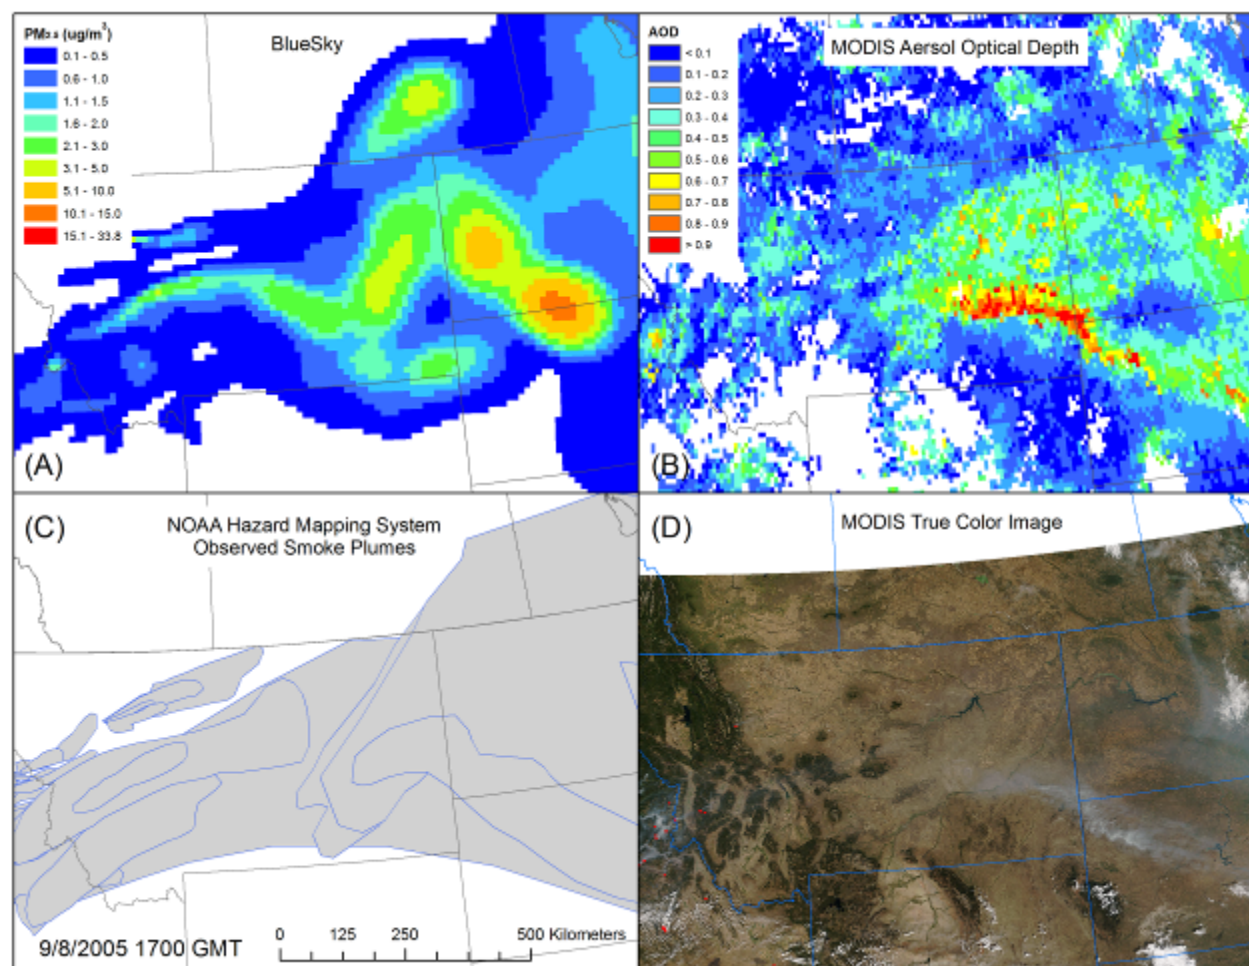 PM2.5 (ug/m3)
0.1 - 0.5
0.6 - 1.0
1.1 - 1.5
1.6 - 2.0
2.1 - 3.0
3.1 - 5.0
5.1 - 10.0
10.1 - 15.0
15.1 - 33.8
BlueSky
(A)
AOD
< 0.1
0.1 - 0.2
0.2 - 0.3
0.3 - 0.4
0.4 - 0.5
0.5 - 0.6
0.6 - 0.7
0.7 - 0.8
0.8 - 0.9
> 0.9
MODIS Aersol Optical Depth
(B)
(C)
NOAA Hazard Mapping System
Observed Smoke Plumes
9/8/2005 1700 GMT
0 125 250 500 Kilometers
(D)
MODIS True Color Image